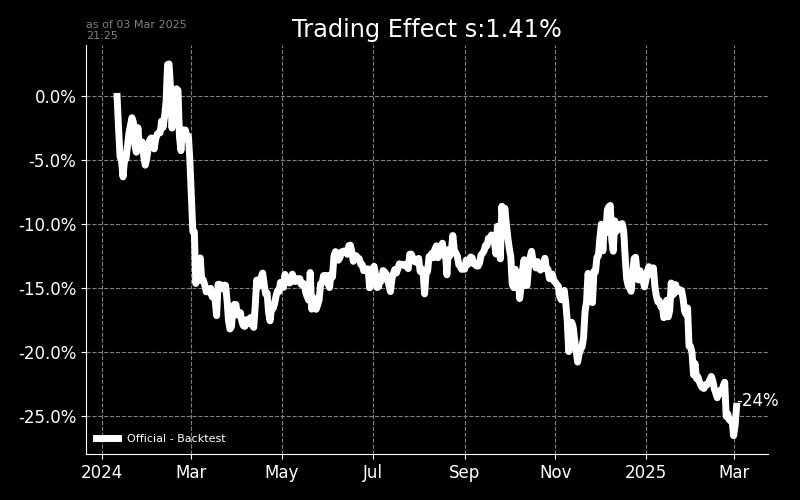 as of 03 Mar 2025
21:25
Trading Effect s:1.41%
0.0%
-5.0%
-10.0%
-15.0%
-20.0%
-25.0%
-24%
Official - Backtest
2024 Mar May Jul Sep Nov 2025 Mar